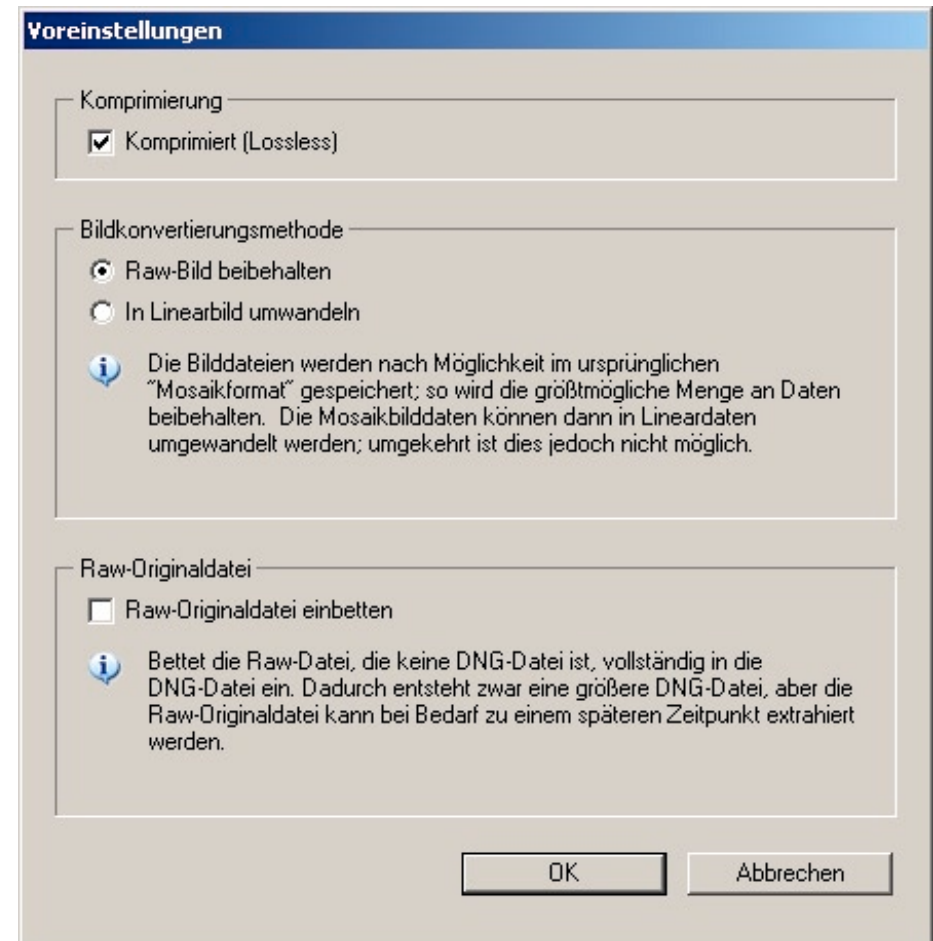 Voreinstellungen
Komprimierung
Komprimiert (Lossless)
Bildkonvertierungsmethode
Raw-Bild beibehalten
In Linearbild umwandeln
Die Bilddateien werden nach Möglichkeit im ursprünglichen
"Mosaikformat" gespeichert; so wird die größtmögliche Menge an Daten
beibehalten.  Die Mosaikbilddaten können dann in Lineardaten
umgewandelt werden; umgekehrt ist dies jedoch nicht möglich.
Raw-Originaldatei
Raw-Originaldatei einbetten
Bettet die Raw-Datei, die keine DNG-Datei ist, vollständig in die
DNG-Datei ein. Dadurch entsteht zwar eine größere DNG-Datei, aber die
Raw-Originaldatei kann bei Bedarf zu einem späteren Zeitpunkt extrahiert
werden.
OK
Abbrechen